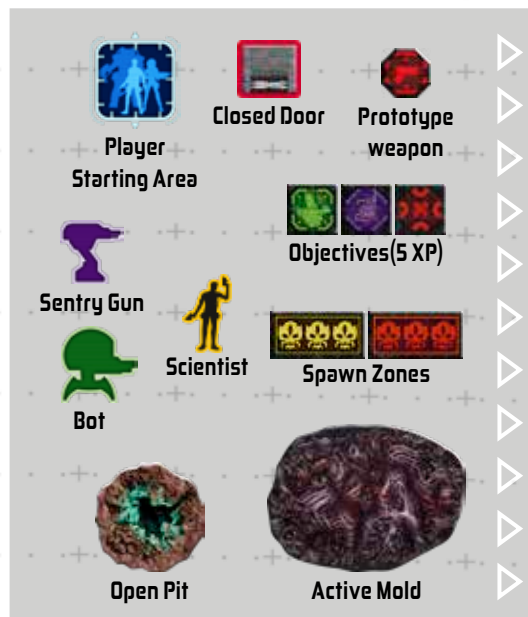 Closed Door
Prototype
weapon
Player
Starting Area
Objectives(5 XP)
Sentry Gun
Scientist
Spawn Zones
Bot
Open Pit
Active Mold